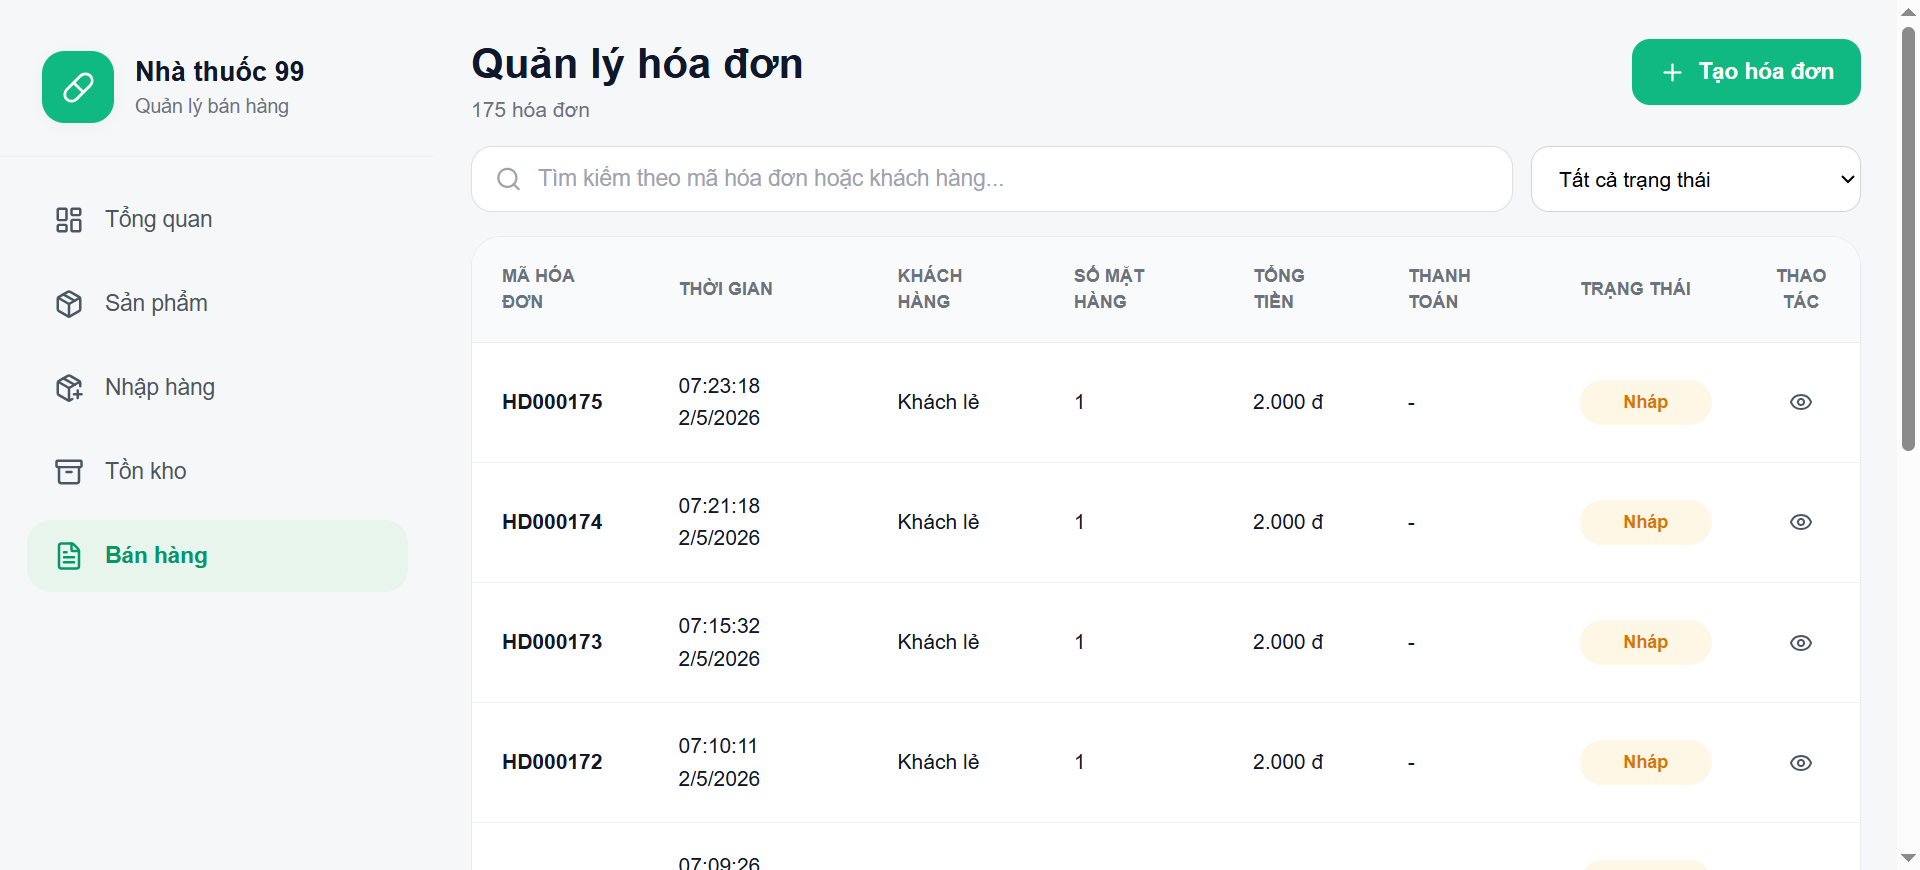 Nhà thuốc 99
Quản lý bán hàng
Tổng quan
Sản phẩm
Nhập hàng
Tồn kho
Bán hàng
Quản lý hóa đơn
175 hóa đơn
Tạo hóa đơn
Tìm kiếm theo mã hóa đơn hoặc khách hàng...
Tất cả trạng thái
MÃ HÓA ĐƠN
THỜI GIAN
KHÁCH HÀNG
SỐ MẶT HÀNG
TỔNG TIỀN
THANH TOÁN
TRẠNG THÁI
THAO TÁC
HD000175
07:23:18
2/5/2026
Khách lẻ
1
2.000 đ
-
Nháp
HD000174
07:21:18
2/5/2026
Khách lẻ
1
2.000 đ
-
Nháp
HD000173
07:15:32
2/5/2026
Khách lẻ
1
2.000 đ
-
Nháp
HD000172
07:10:11
2/5/2026
Khách lẻ
1
2.000 đ
-
Nháp
07:09:26